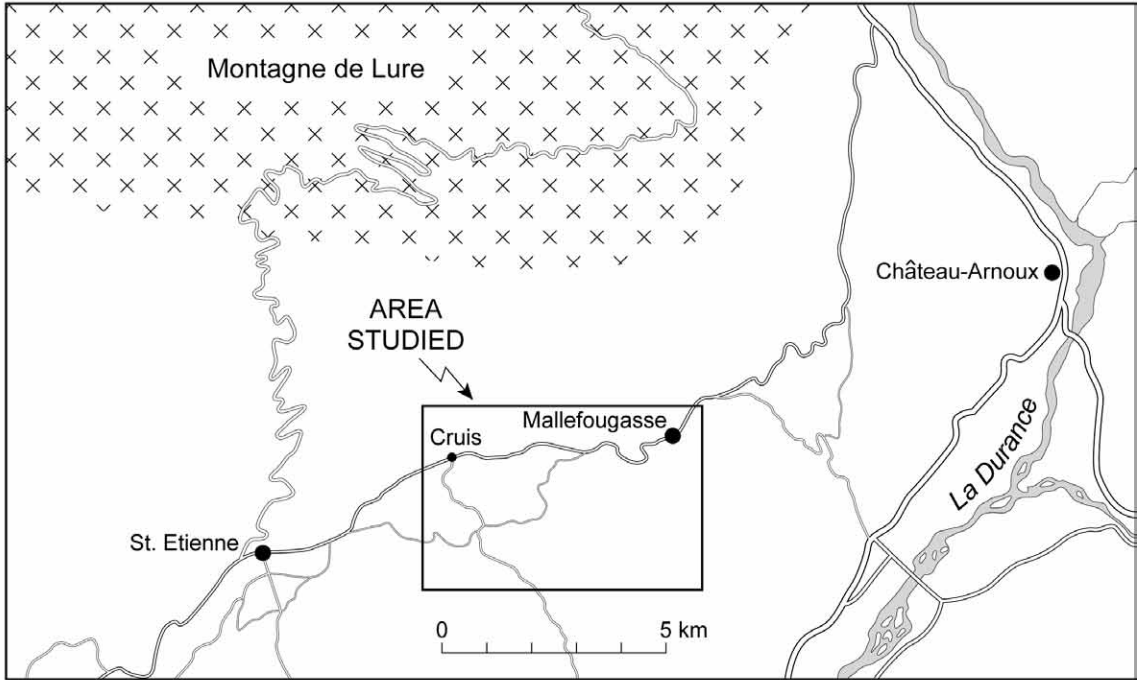 Montagne de Lure
Château-Arnoux
AREA
STUDIED
Mallefougasse
Cruis
La Durance
St. Etienne
0 5 km